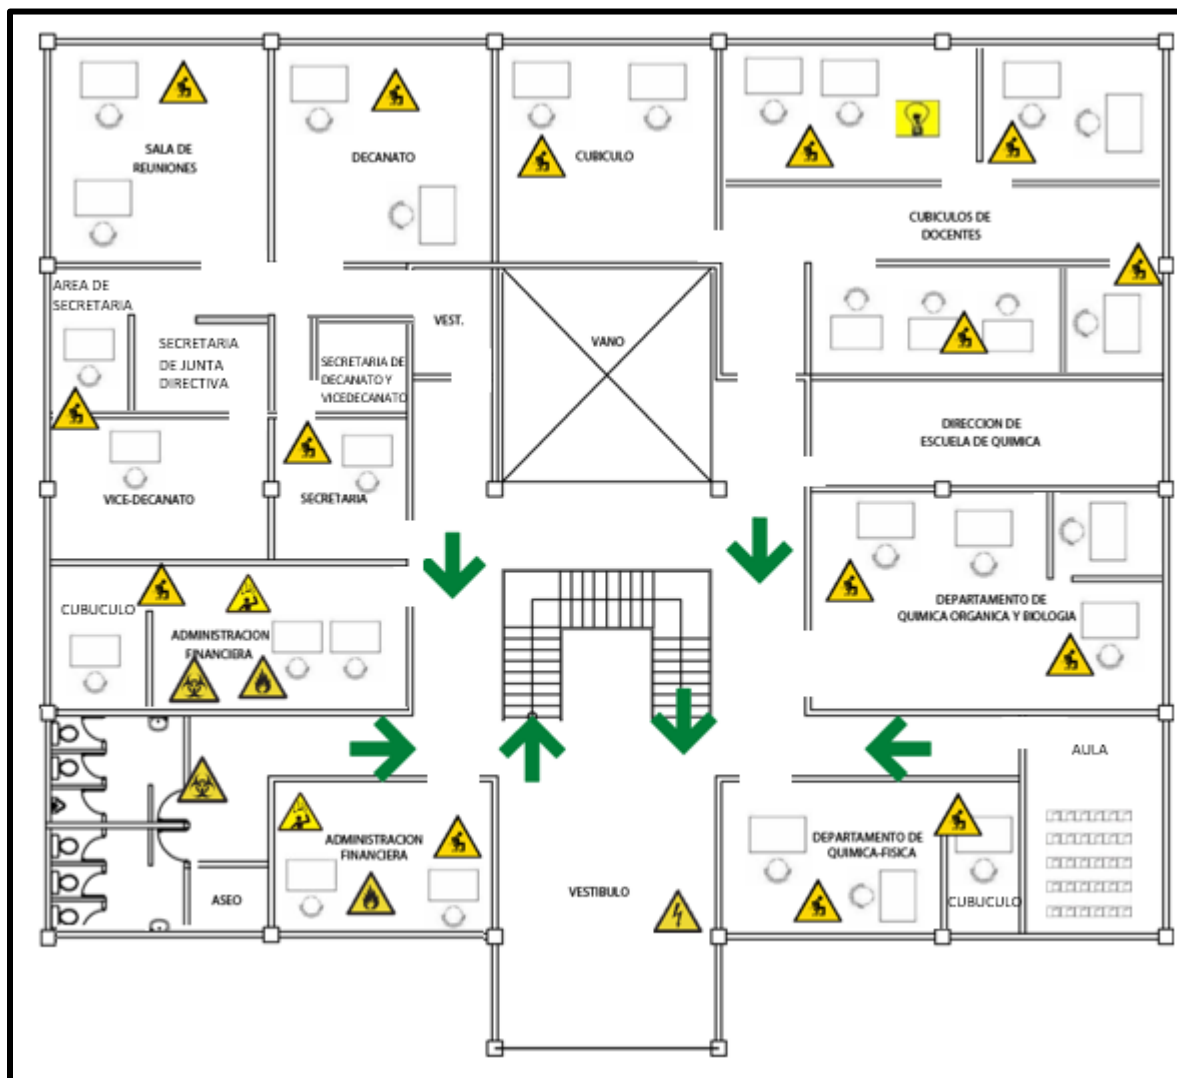 SALA DE
REUNIONES
DECANATO
CUBICULO
CUBICULOS DE
DOCENTES
AREA DE
SECRETARIA
SECRETARIA
DE JUNTA
DIRECTIVA
VEST.
SECRETARIA DE
DECANATO Y
VICEDECANATO
VANO
DIRECCION DE
ESCUELA DE QUIMICA
VICE-DECANATO
SECRETARIA
CUBUCULO
ADMINISTRACION
FINANCIERA
DEPARTAMENTO DE
QUIMICA ORGANICA Y BIOLOGIA
AULA
ADMINISTRACION
FINANCIERA
DEPARTAMENTO DE
QUIMICA-FISICA
ASEO
VESTIBULO
CUBUCULO